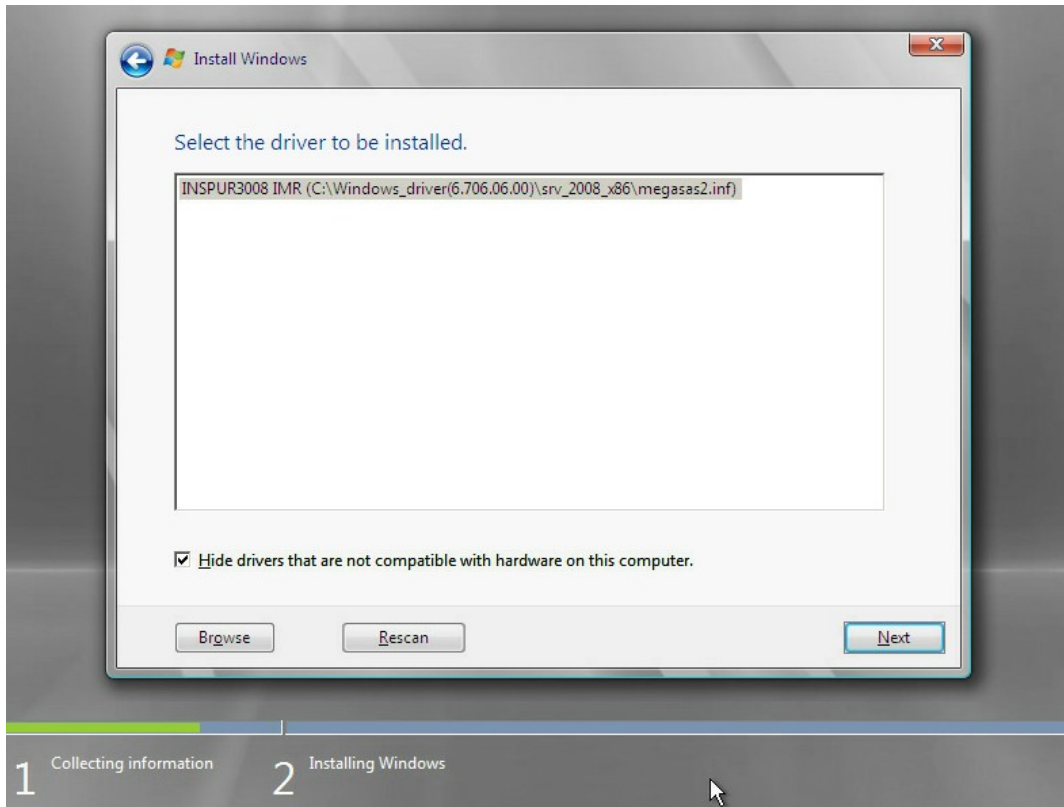 Install Windows
Select the driver to be installed.
INSPUR3008 IMR (C:\Windows_driver(6.706.06.00)\srv_2008_x86\megasas2.inf)
Hide drivers that are not compatible with hardware on this computer.
Browse
Rescan
Next
1 Collecting information
2 Installing Windows